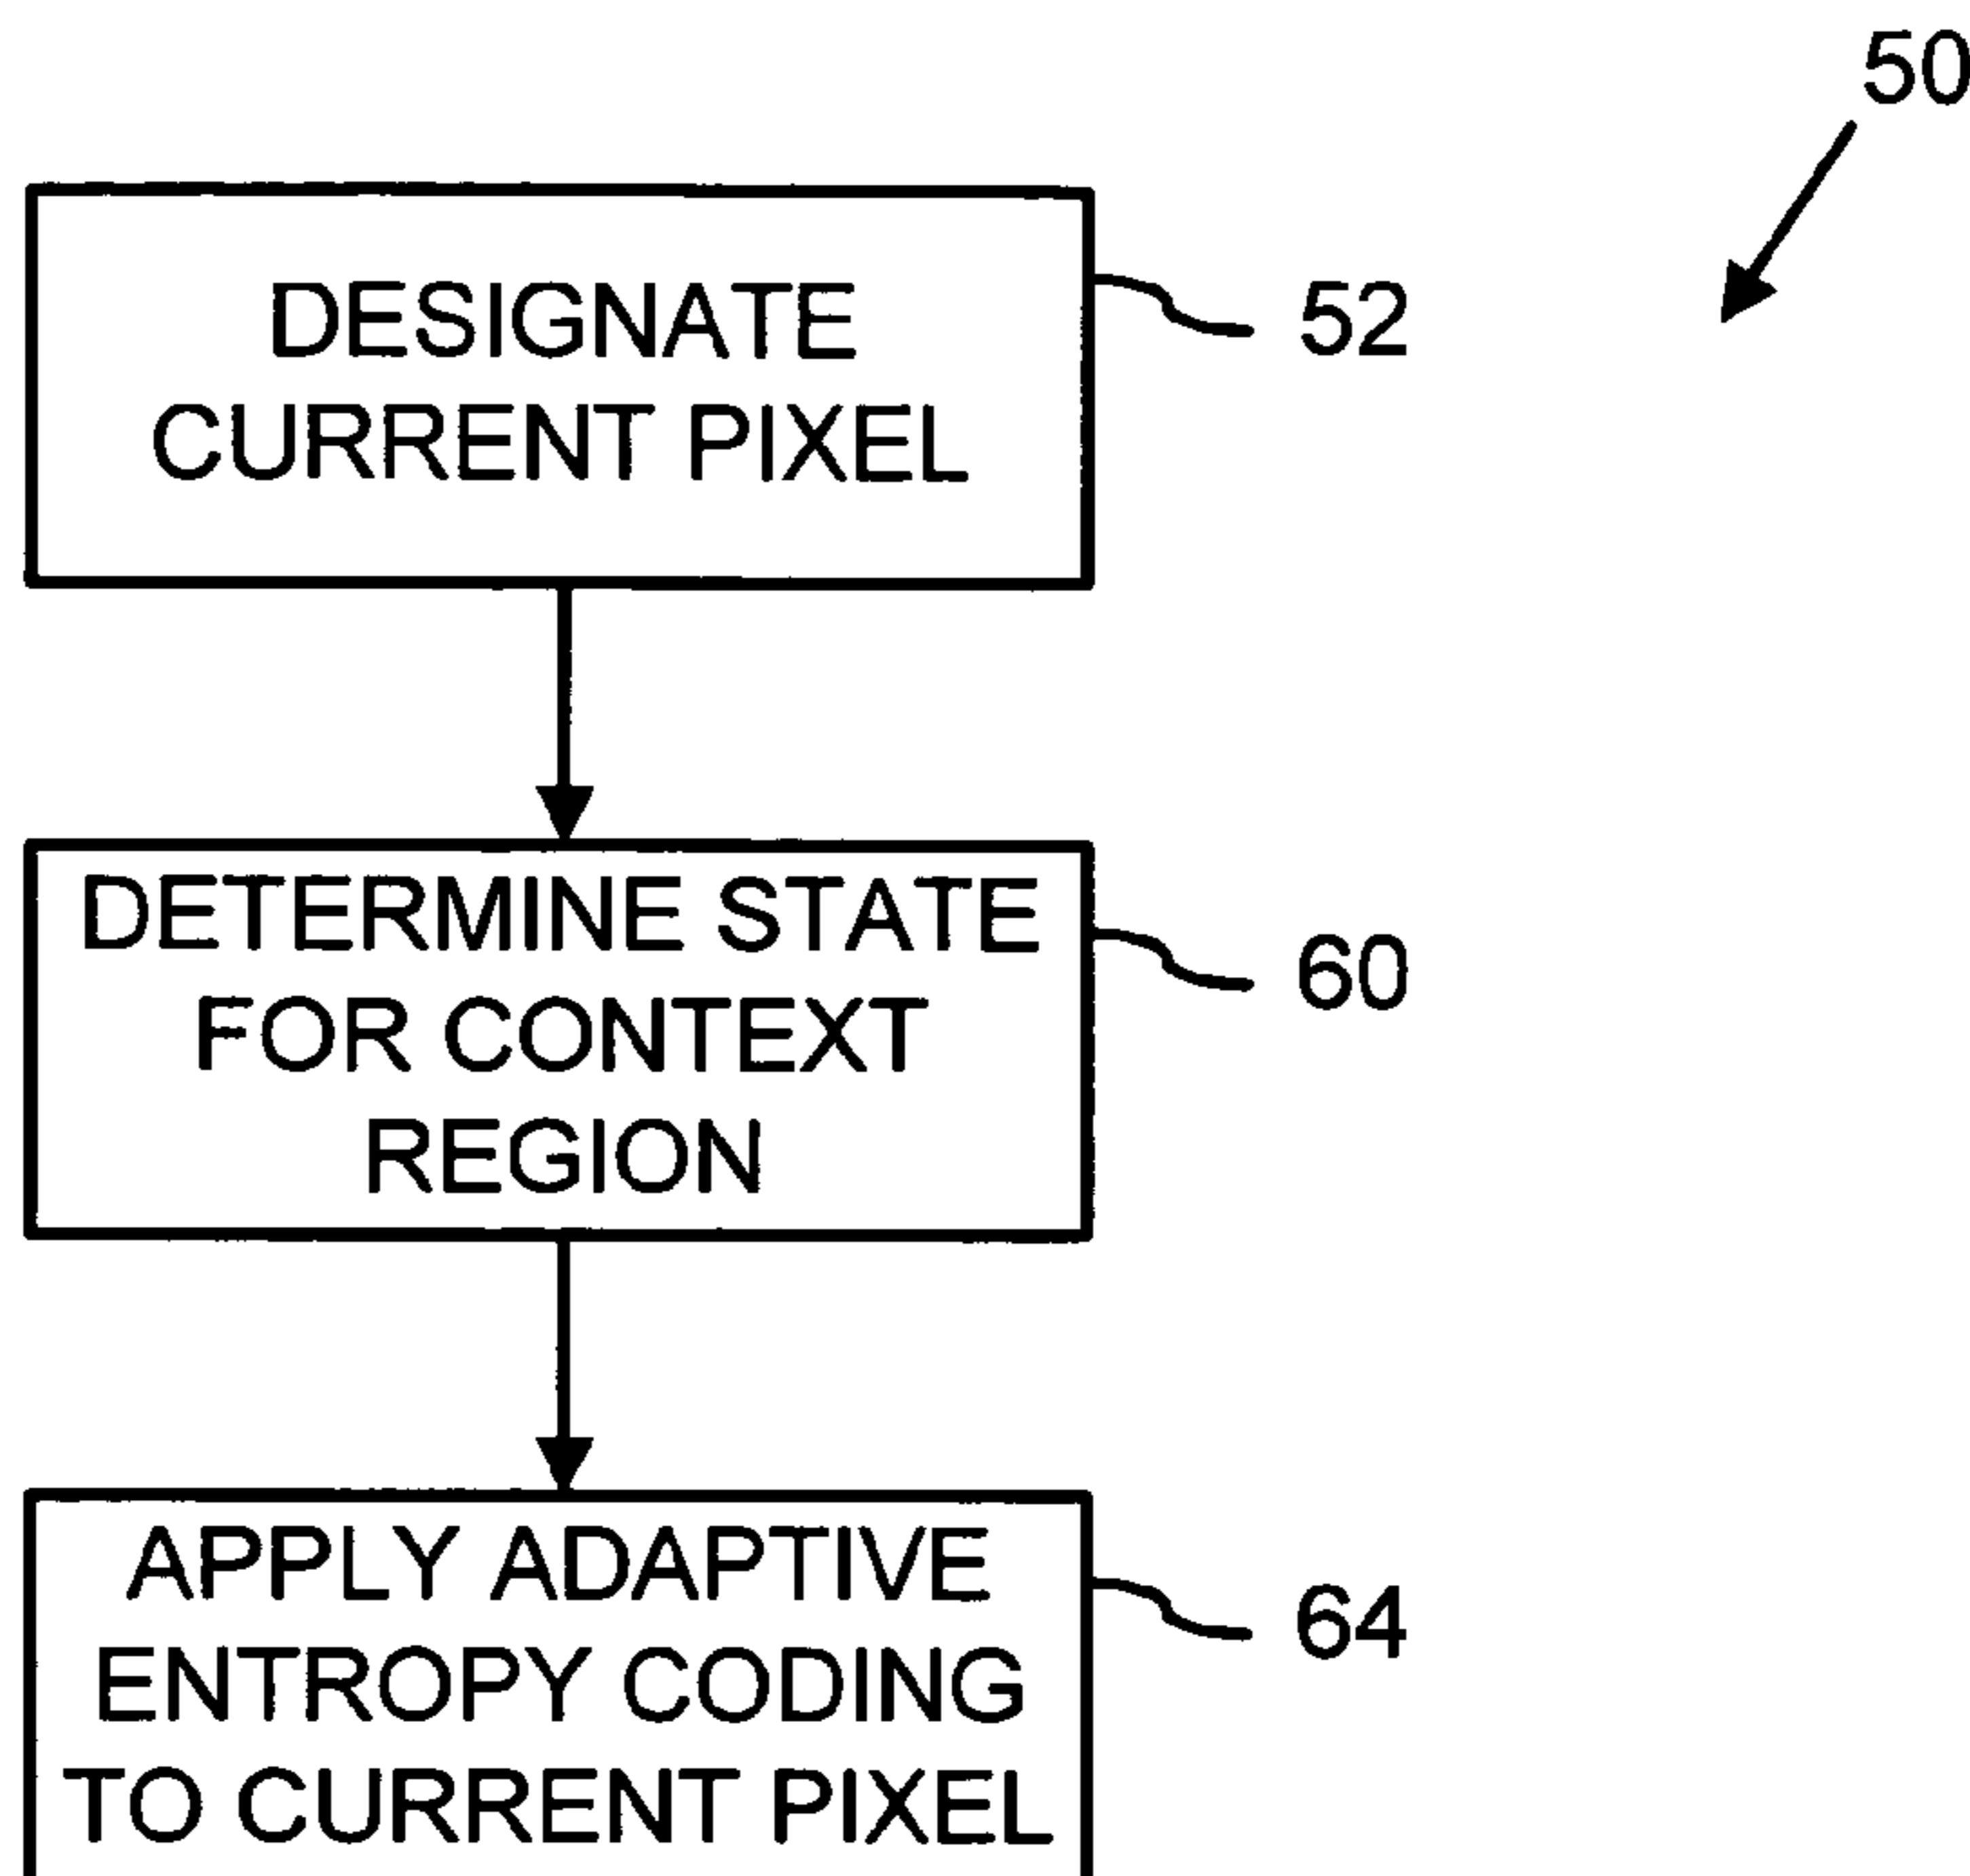 50
DESIGNATE
CURRENT PIXEL
52
DETERMINE STATE
FOR CONTEXT
REGION
60
APPLY ADAPTIVE
ENTROPY CODING
TO CURRENT PIXEL
64